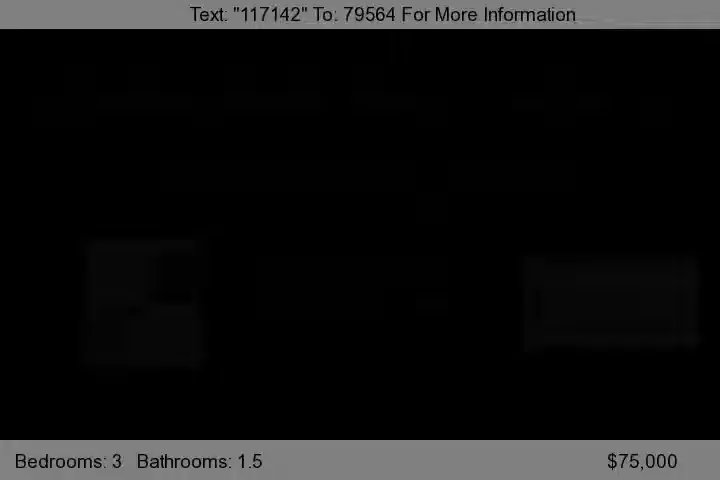 Text: "117142" To: 79564 For More Information
Bedrooms: 3 Bathrooms: 1.5 $75,000